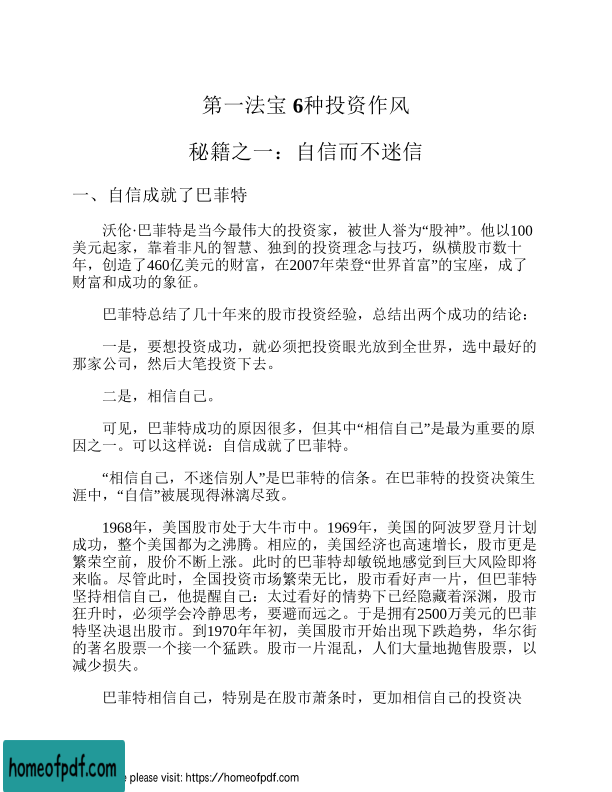 第一法宝 6种投资作风
秘籍之一：自信而不迷信
一、自信成就了巴菲特
沃伦·巴菲特是当今最伟大的投资家，被世人誉为“股神”。他以100
美元起家，靠着非凡的智慧、独到的投资理念与技巧，纵横股市数十
年，创造了460亿美元的财富，在2007年荣登“世界首富”的宝座，成了
财富和成功的象征。
巴菲特总结了几十年来的股市投资经验，总结出两个成功的结论：
一是，要想投资成功，就必须把投资眼光放到全世界，选中最好的
那家公司，然后大笔投资下去。
二是，相信自己。
可见，巴菲特成功的原因很多，但其中“相信自己”是最为重要的原
因之一。可以这样说：自信成就了巴菲特。
“相信自己，不迷信别人”是巴菲特的信条。在巴菲特的投资决策生
涯中，“自信”被展现得淋漓尽致。
1968年，美国股市处于大牛市中。1969年，美国的阿波罗登月计划
成功，整个美国都为之沸腾。相应的，美国经济也高速增长，股市更是
繁荣空前，股价不断上涨。此时的巴菲特却敏锐地感觉到巨大风险即将
来临。尽管此时，全国投资市场繁荣无比，股市看好声一片，但巴菲特
坚持相信自己，他提醒自己：太过看好的情势下已经隐藏着深渊，股市
狂升时，必须学会冷静思考，要避而远之。于是拥有2500万美元的巴菲
特坚决退出股市。到1970年年初，美国股市开始出现下跌趋势，华尔街
的著名股票一个接一个猛跌。股市一片混乱，人们大量地抛售股票，以
减少损失。
巴菲特相信自己，特别是在股市萧条时，更加相信自己的投资决
homeofpdf.com
e please visit: https://homeofpdf.com